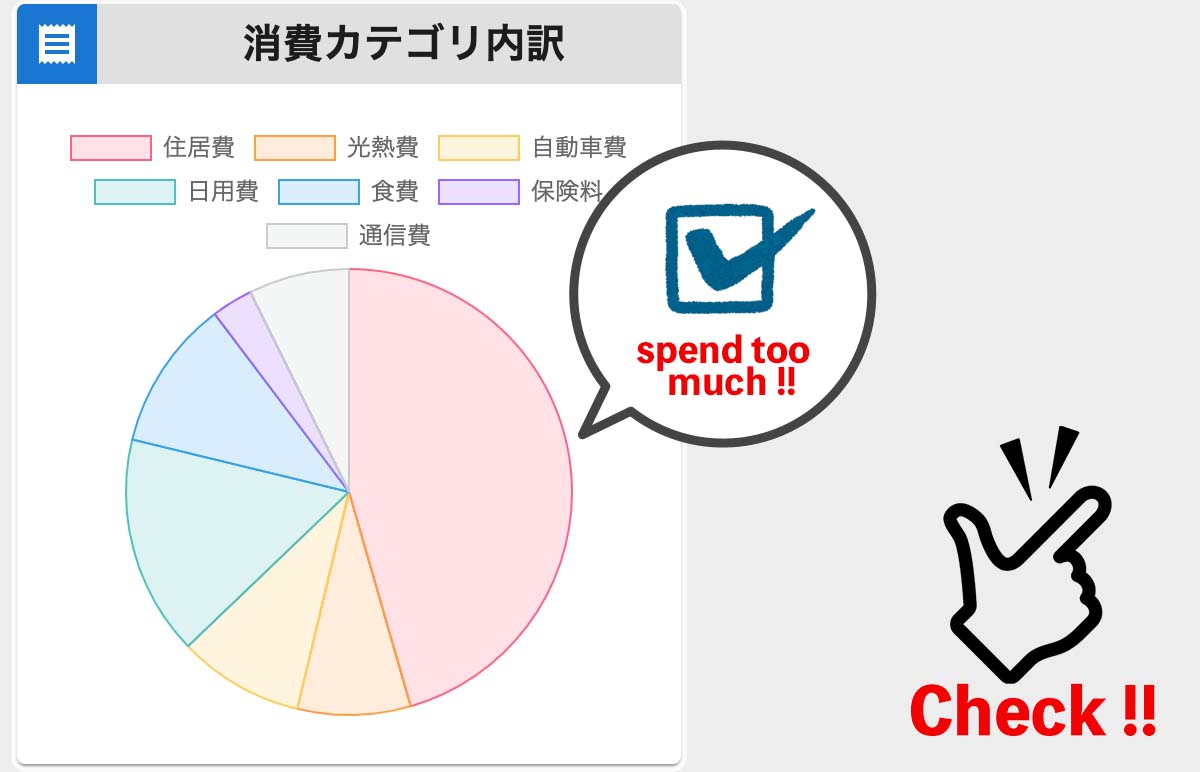 消費カテゴリ内訳
住居費 光熱費 自動車費
日用費 食費 保険料
通信費
spend too
much !!
Check !!